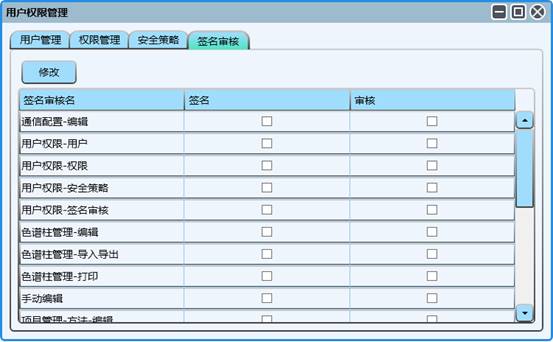 用户权限管理
用户管理 权限管理 安全策略 签名审核
修改
签名审核名 签名 审核
通信配置-编辑
用户权限-用户
用户权限-权限
用户权限-安全策略
用户权限-签名审核
色谱柱管理-编辑
色谱柱管理-导入导出
色谱柱管理-打印
手动编辑
项目管理-方法-编辑